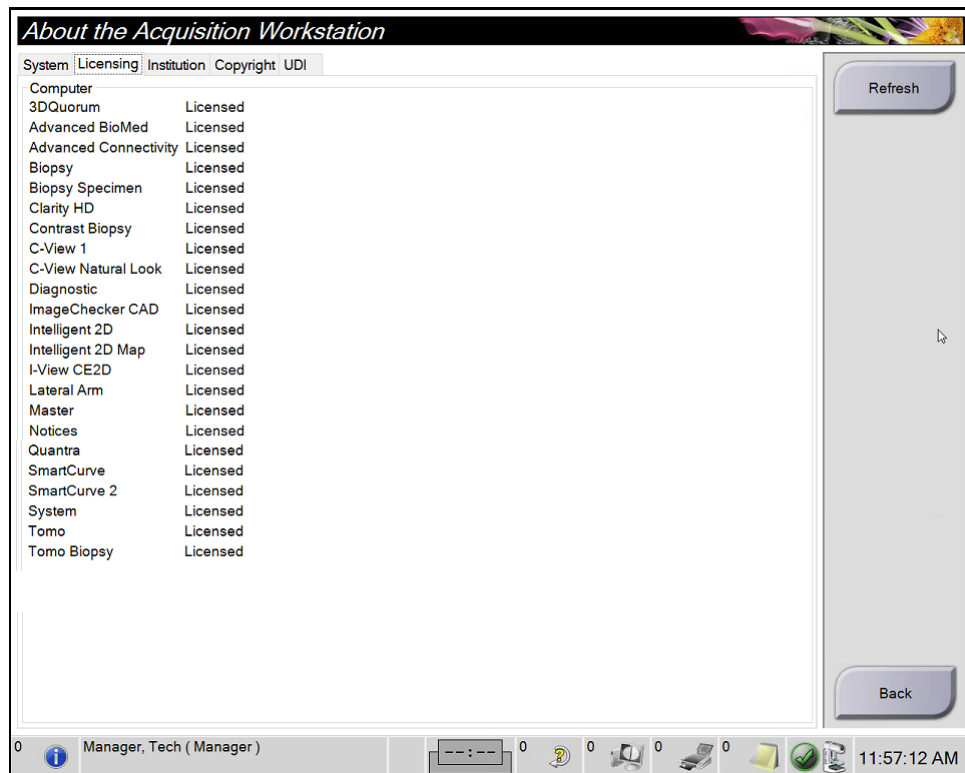 About the Acquisition Workstation
System Licensing Institution Copyright UDI
Refresh
Computer
3DQuorum Licensed
Advanced BioMed Licensed
Advanced Connectivity Licensed
Biopsy Licensed
Biopsy Specimen Licensed
Clarity HD Licensed
Contrast Biopsy Licensed
C-View 1 Licensed
C-View Natural Look Licensed
Diagnostic Licensed
ImageChecker CAD Licensed
Intelligent 2D Licensed
Intelligent 2D Map Licensed
I-View CE2D Licensed
Lateral Arm Licensed
Master Licensed
Notices Licensed
Quantra Licensed
SmartCurve Licensed
SmartCurve 2 Licensed
System Licensed
Tomo Licensed
Tomo Biopsy Licensed
Back
0 Manager, Tech ( Manager ) --:-- 0 0 0 0 11:57:12 AM